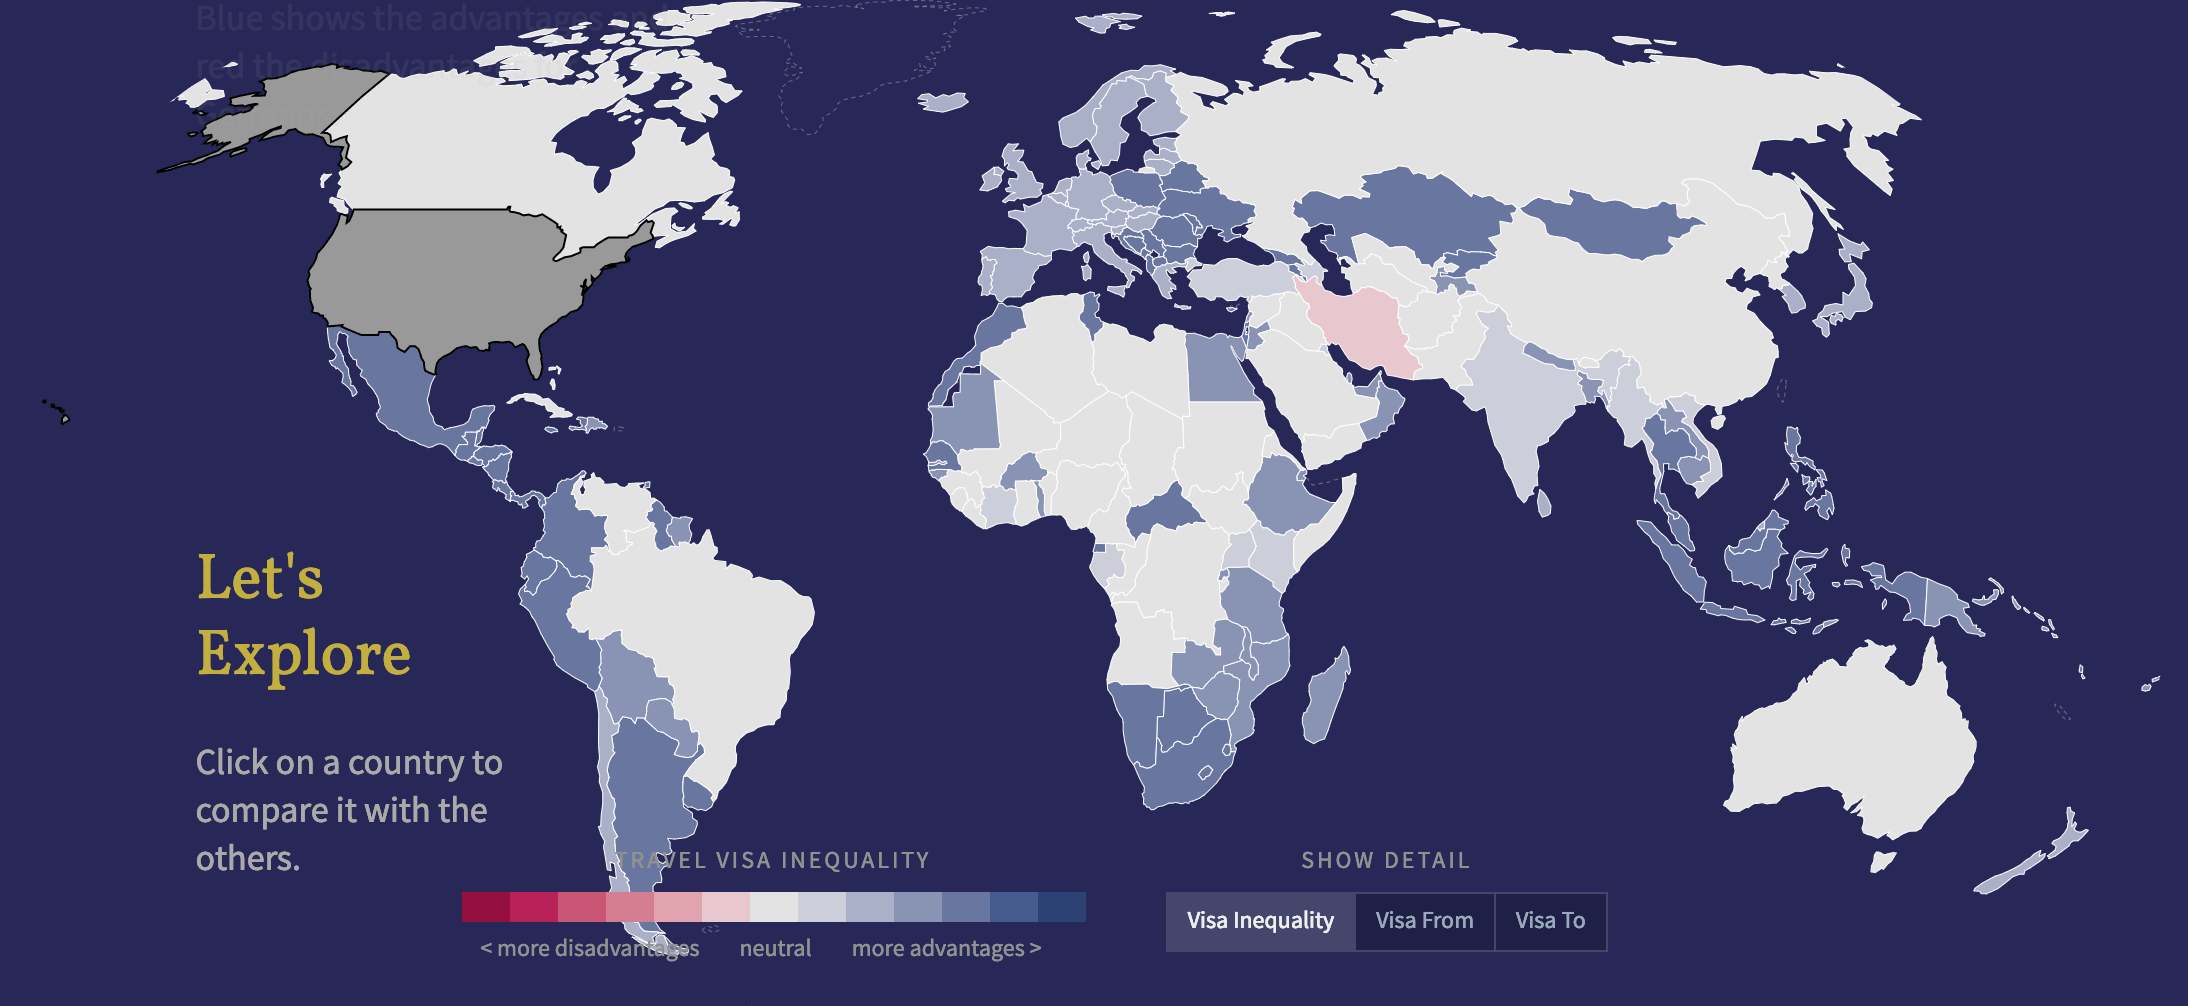 Blue shows the advantages and
red the disadvantages
Let's
Explore
Click on a country to
compare it with the
others.
TRAVEL VISA INEQUALITY
< more disadvantages
neutral
more advantages >
SHOW DETAIL
Visa Inequality
Visa From
Visa To